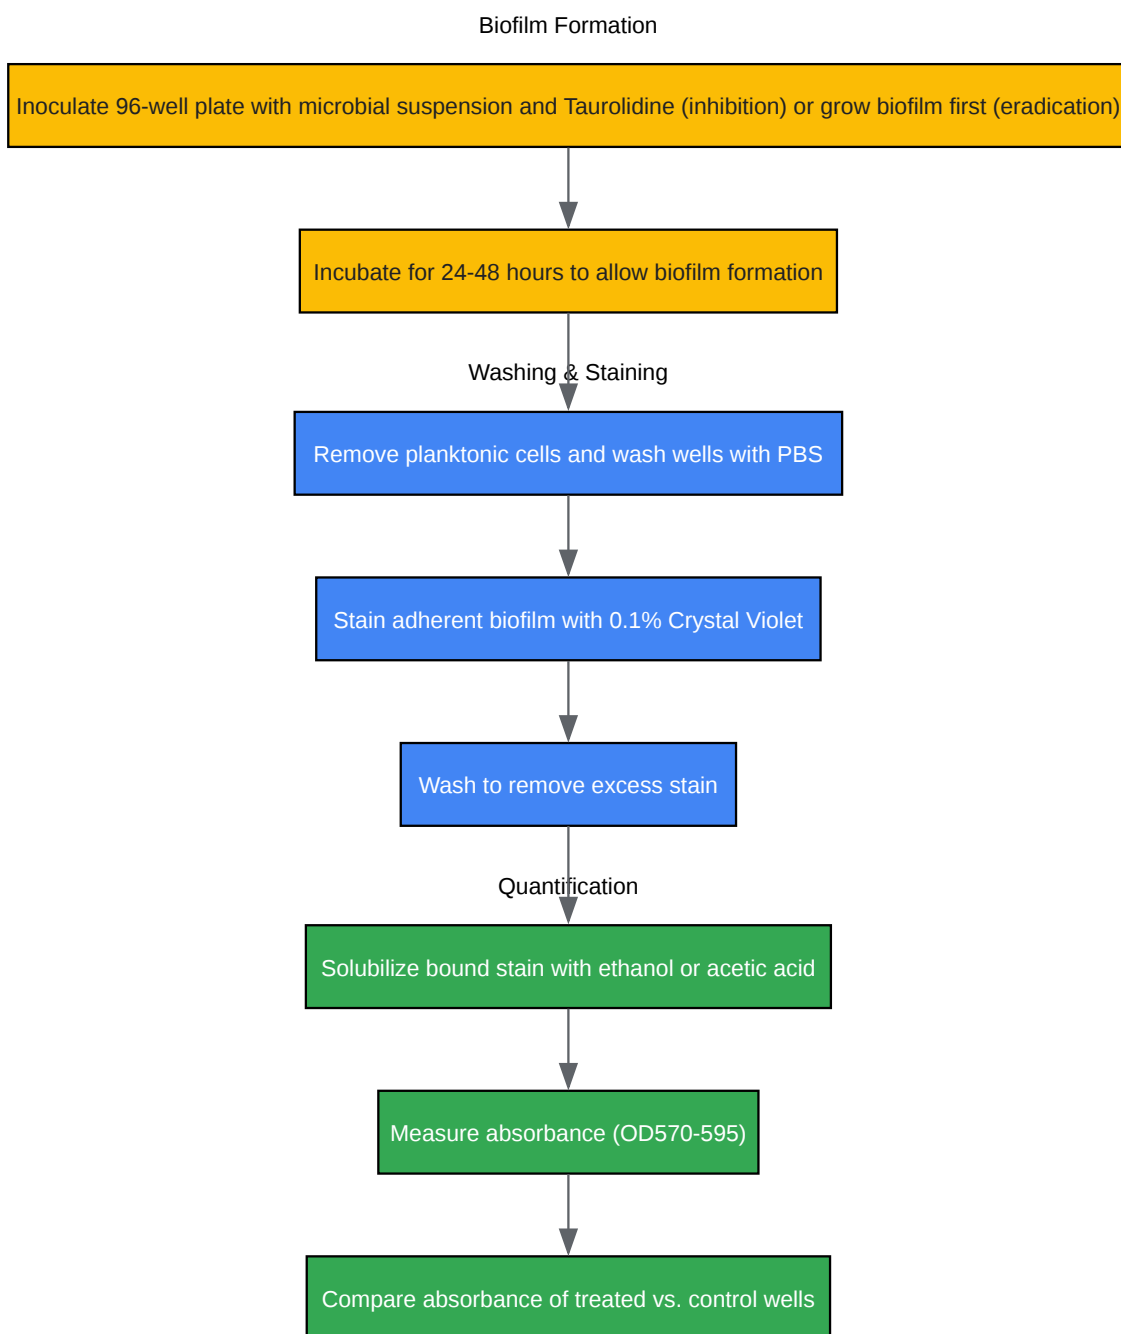 Biofilm Formation
Inoculate 96-well plate with microbial suspension and Taurolidine (inhibition) or grow biofilm first (eradication)
Incubate for 24-48 hours to allow biofilm formation
Washing & Staining
Remove planktonic cells and wash wells with PBS
Stain adherent biofilm with 0.1% Crystal Violet
Wash to remove excess stain
Quantification
Solubilize bound stain with ethanol or acetic acid
Measure absorbance (OD570-595)
Compare absorbance of treated vs. control wells